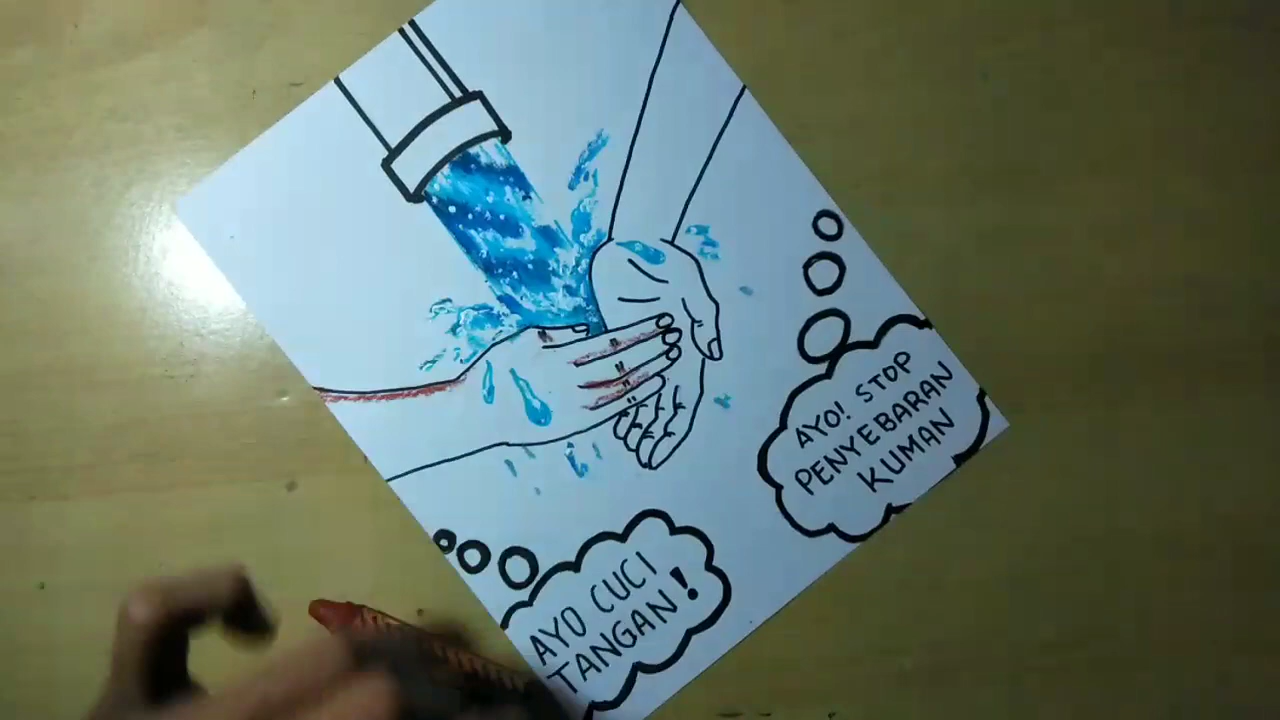 AYO! STOP
PENYEBARAN
KUMAN
AYO CUCI
TANGAN!